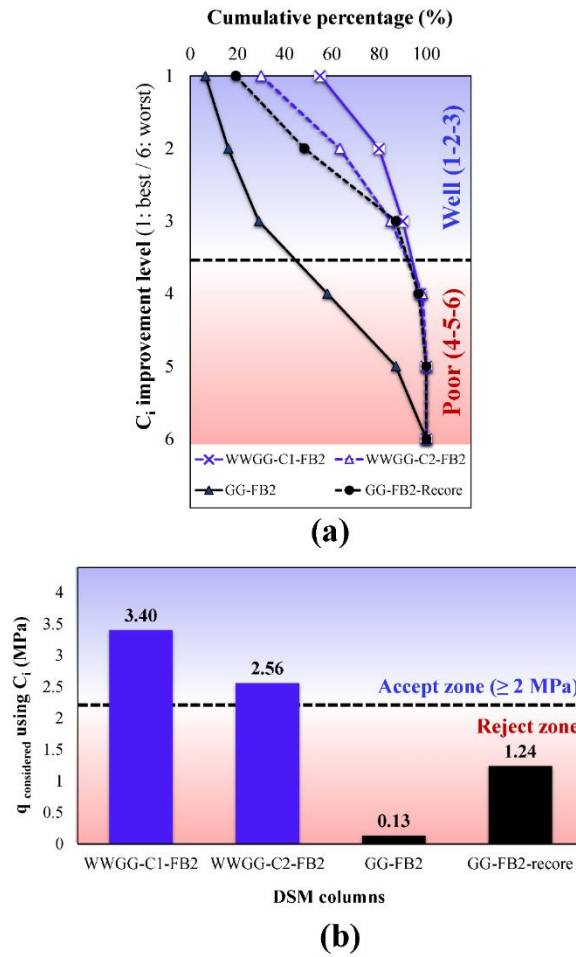 Cumulative percentage (%)
0 20 40 60 80 100
C_i improvement level (1: best / 6: worst)
1
2
3
4
5
6
Well (1-2-3)
Poor (4-5-6)
WWGG-C1-FB2 WWGG-C2-FB2
GG-FB2 GG-FB2-Recore
(a)
q considered using C_i (MPa)
4
3.5
3
2.5
2
1.5
1
0.5
0
3.40
2.56
0.13
1.24
Accept zone (≥ 2 MPa)
Reject zone
WWGG-C1-FB2 WWGG-C2-FB2 GG-FB2 GG-FB2-recore
DSM columns
(b)